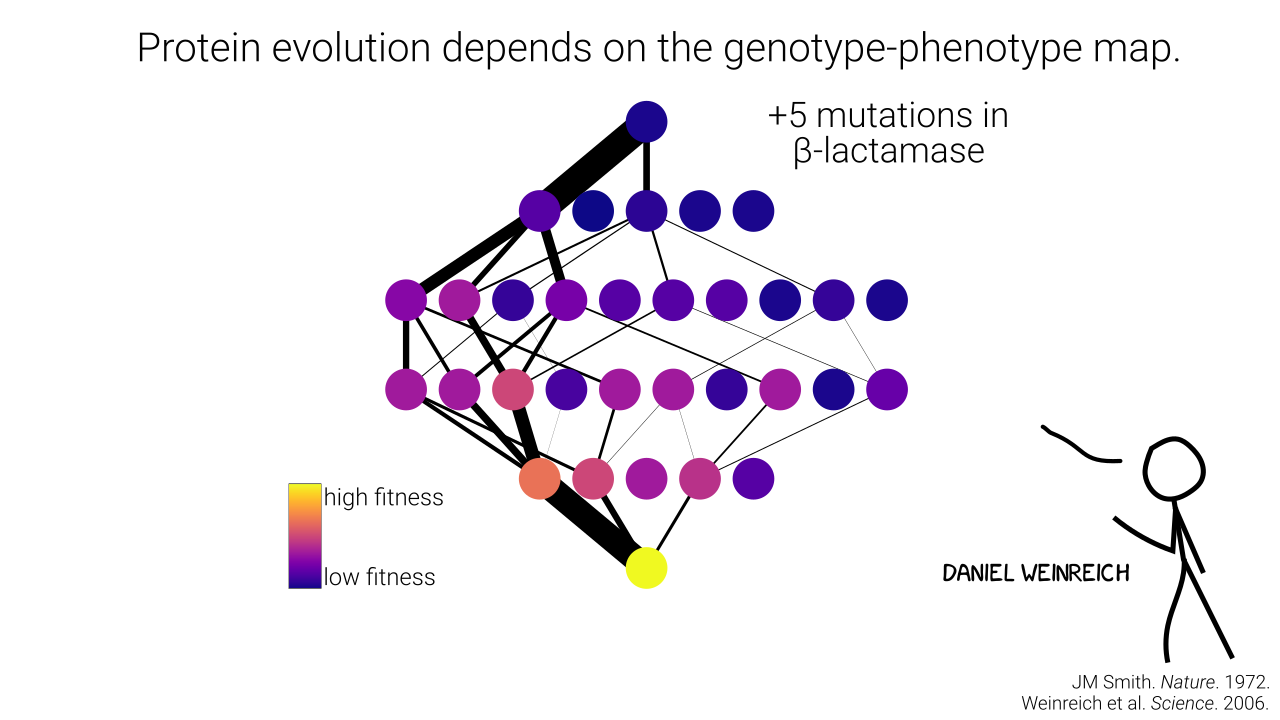 Protein evolution depends on the genotype-phenotype map.
+5 mutations in
β-lactamase
high fitness
low fitness
DANIEL WEINREICH
JM Smith. Nature. 1972.
Weinreich et al. Science. 2006.